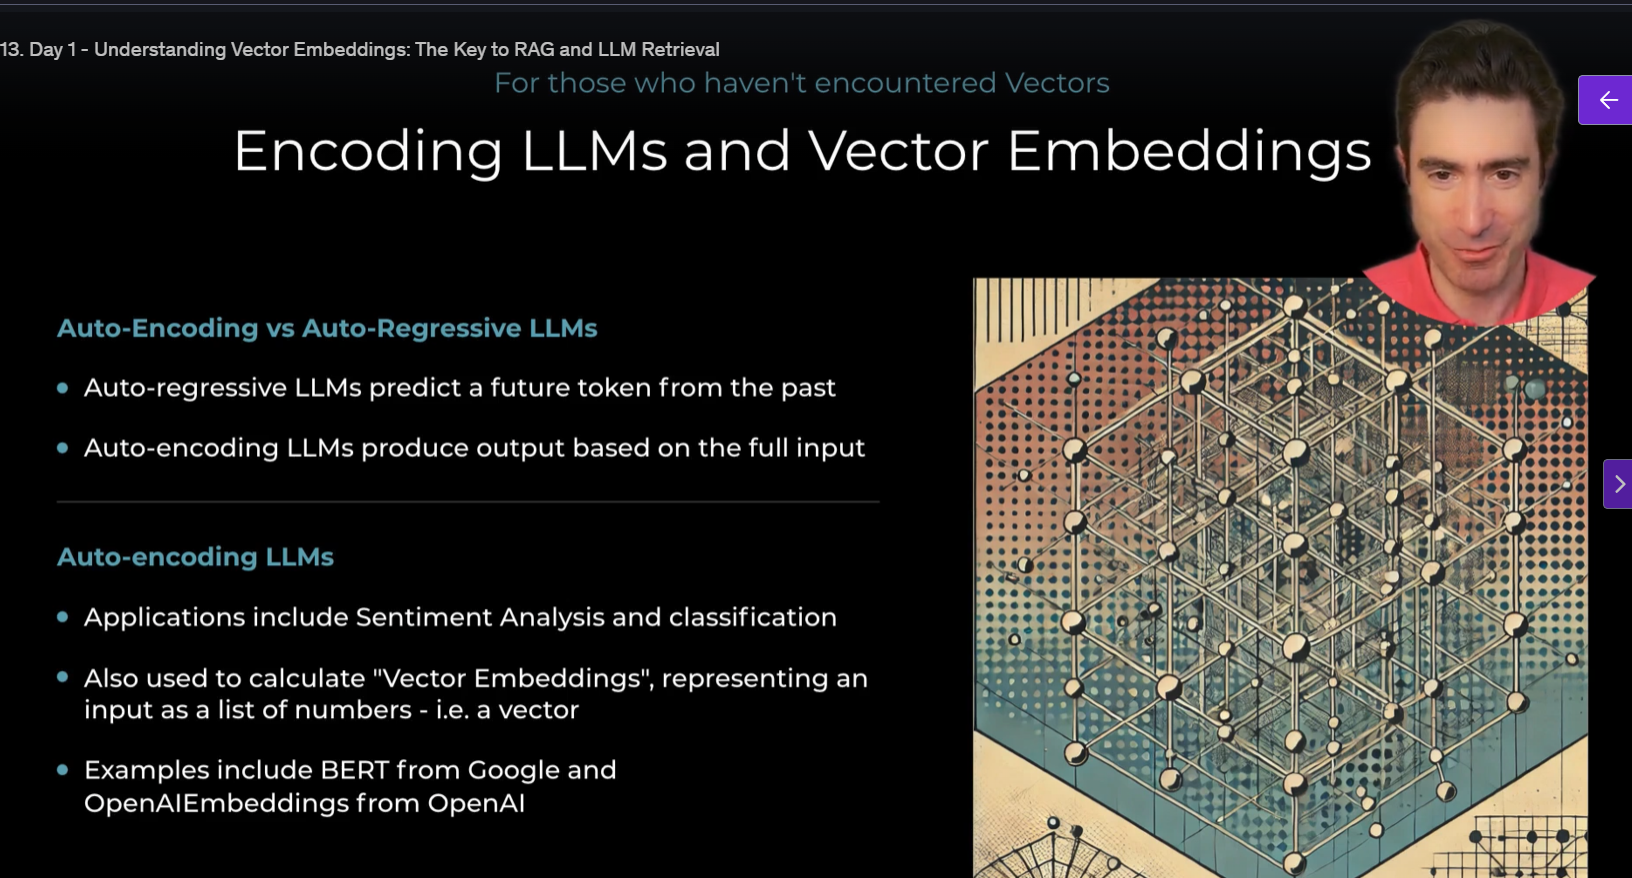 13. Day 1 - Understanding Vector Embeddings: The Key to RAG and LLM Retrieval
For those who haven't encountered Vectors
Encoding LLMs and Vector Embeddings
Auto-Encoding vs Auto-Regressive LLMs
Auto-regressive LLMs predict a future token from the past
Auto-encoding LLMs produce output based on the full input
Auto-encoding LLMs
Applications include Sentiment Analysis and classification
Also used to calculate "Vector Embeddings", representing an
input as a list of numbers - i.e. a vector
Examples include BERT from Google and
OpenAIEmbeddings from OpenAI